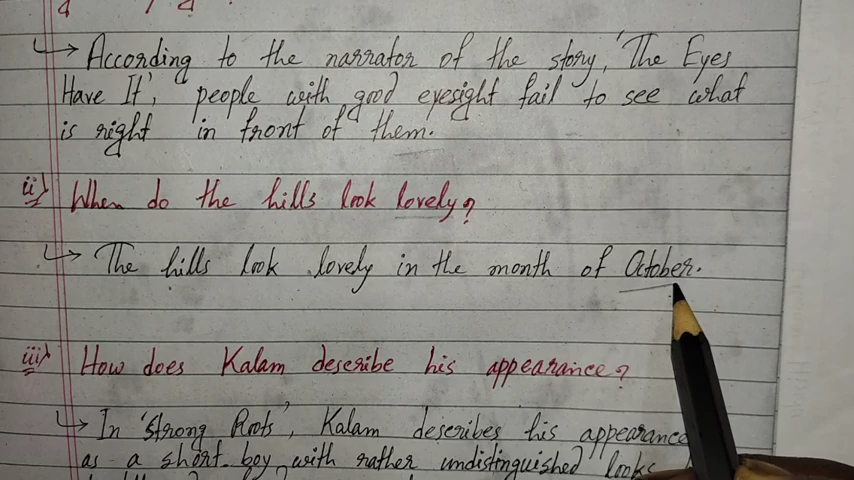 According to the narrator of the story, 'The Eyes
Have It', people with good eyesight fail to see what
is right in front of them.
ii) When do the hills look lovely?
The hills look lovely in the month of October.
iii) How does Kalam describe his appearance?
In 'Strong Roots', Kalam describes his appearance
as a short boy with rather undistinguished looks